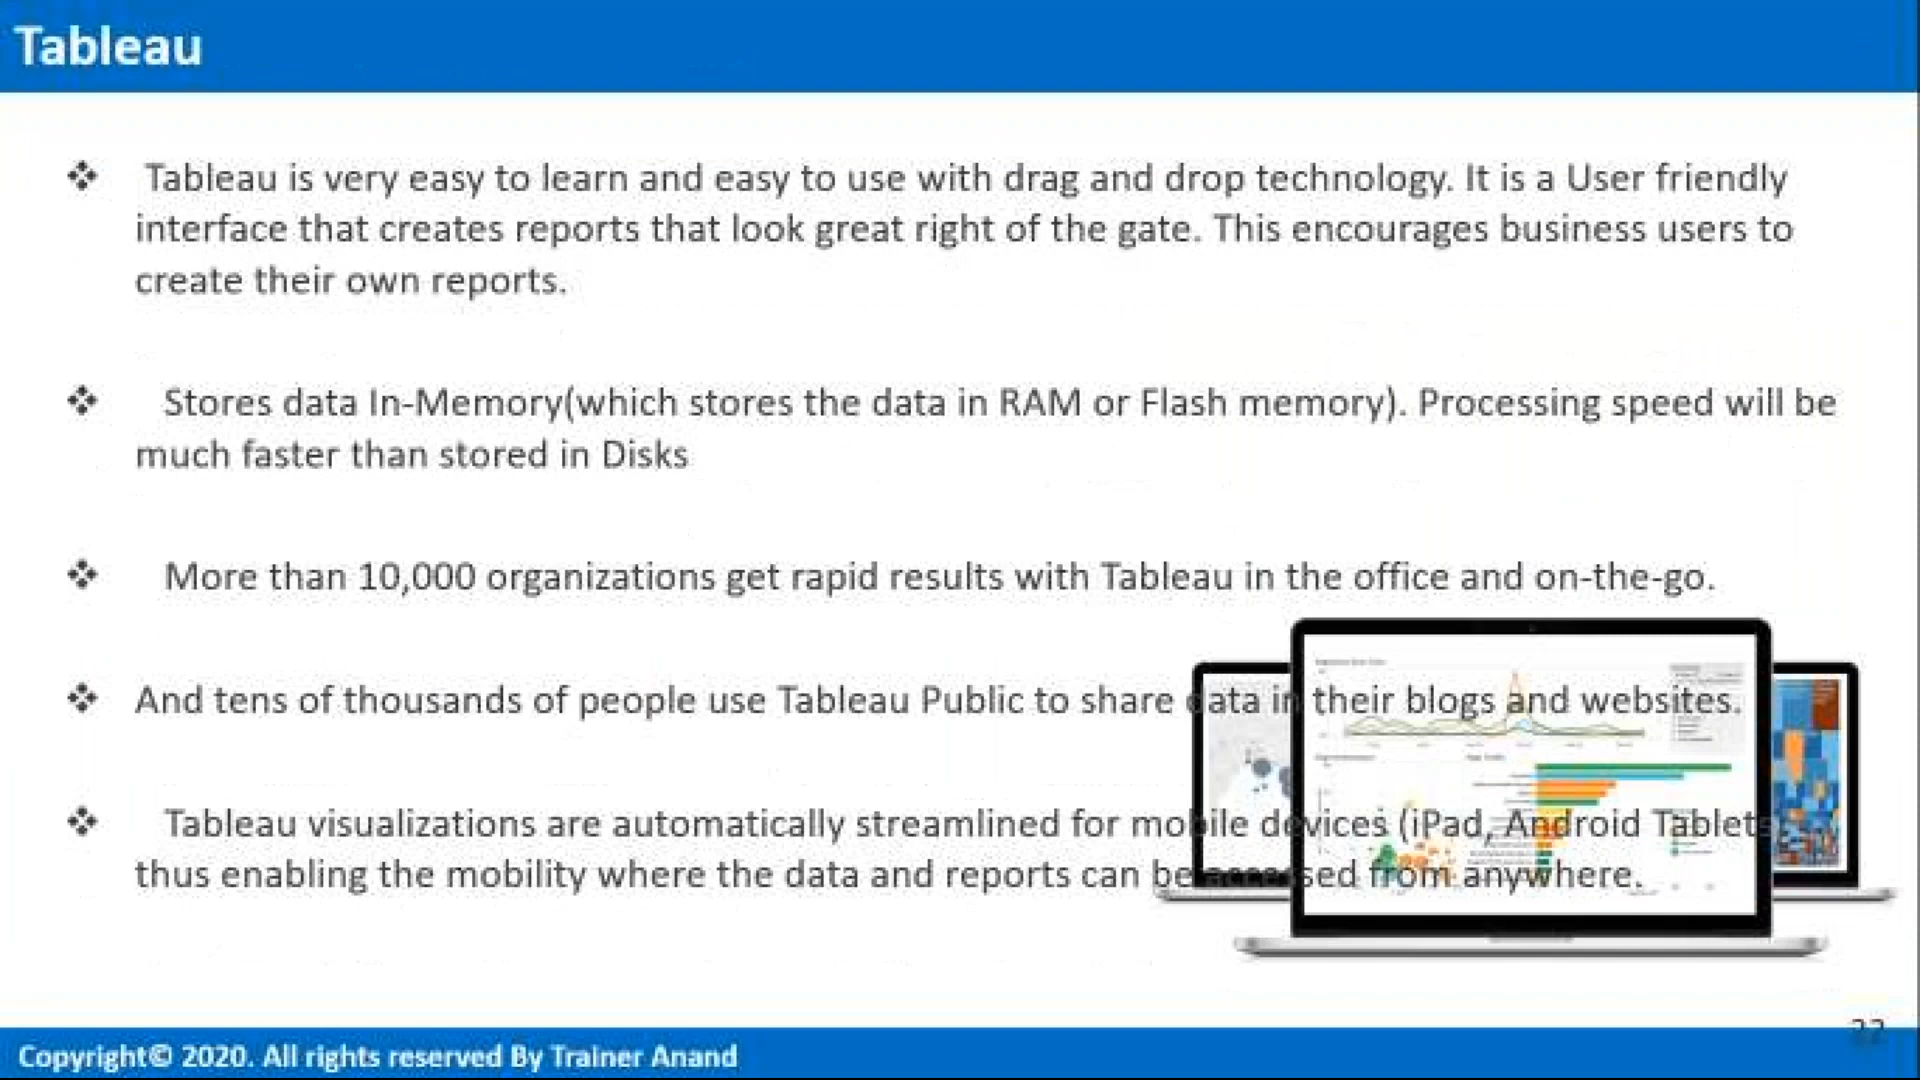 Tableau
❖ Tableau is very easy to learn and easy to use with drag and drop technology. It is a User friendly
interface that creates reports that look great right of the gate. This encourages business users to
create their own reports.
❖ Stores data In-Memory(which stores the data in RAM or Flash memory). Processing speed will be
much faster than stored in Disks
❖ More than 10,000 organizations get rapid results with Tableau in the office and on-the-go.
❖ And tens of thousands of people use Tableau Public to share data in their blogs and websites.
❖ Tableau visualizations are automatically streamlined for mobile devices (iPad, Android Tablets
thus enabling the mobility where the data and reports can be accessed from anywhere.
Copyright© 2020. All rights reserved By Trainer Anand